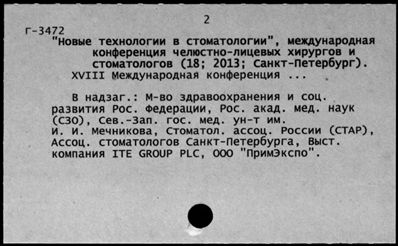 2
Г-3472
"Новые технологии в стоматологии", международная
конференция челюстно-лицевых хирургов и
стоматологов (18; 2013; Санкт-Петербург).
XVIII Международная конференция ...
В надзаг.: М-во здравоохранения и соц.
развития Рос. Федерации, Рос. акад. мед. наук
(СЗО), Сев.-Зап. гос. мед. ун-т им.
И. И. Мечникова, Стоматол. ассоц. России (СТАР),
Ассоц. стоматологов Санкт-Петербурга, Выст.
компания ITE GROUP PLC, ООО "ПримЭкспо".